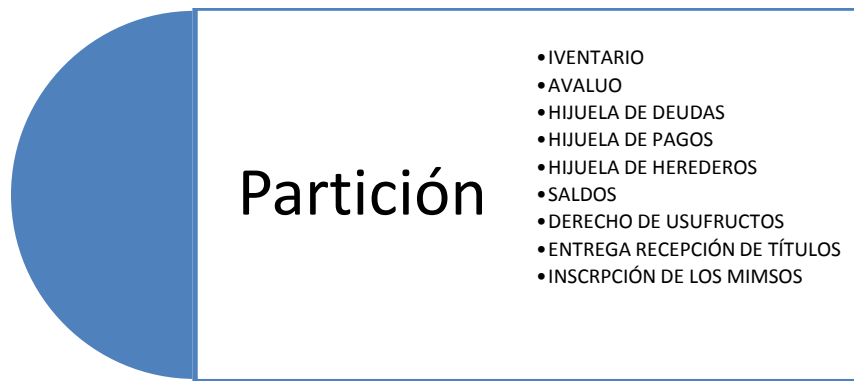 Partición
•IVENTARIO
•AVALUO
•HIJUELA DE DEUDAS
•HIJUELA DE PAGOS
•HIJUELA DE HEREDEROS
•SALDOS
•DERECHO DE USUFRUCTOS
•ENTREGA RECEPCIÓN DE TÍTULOS
•INSCRPCIÓN DE LOS MIMSOS